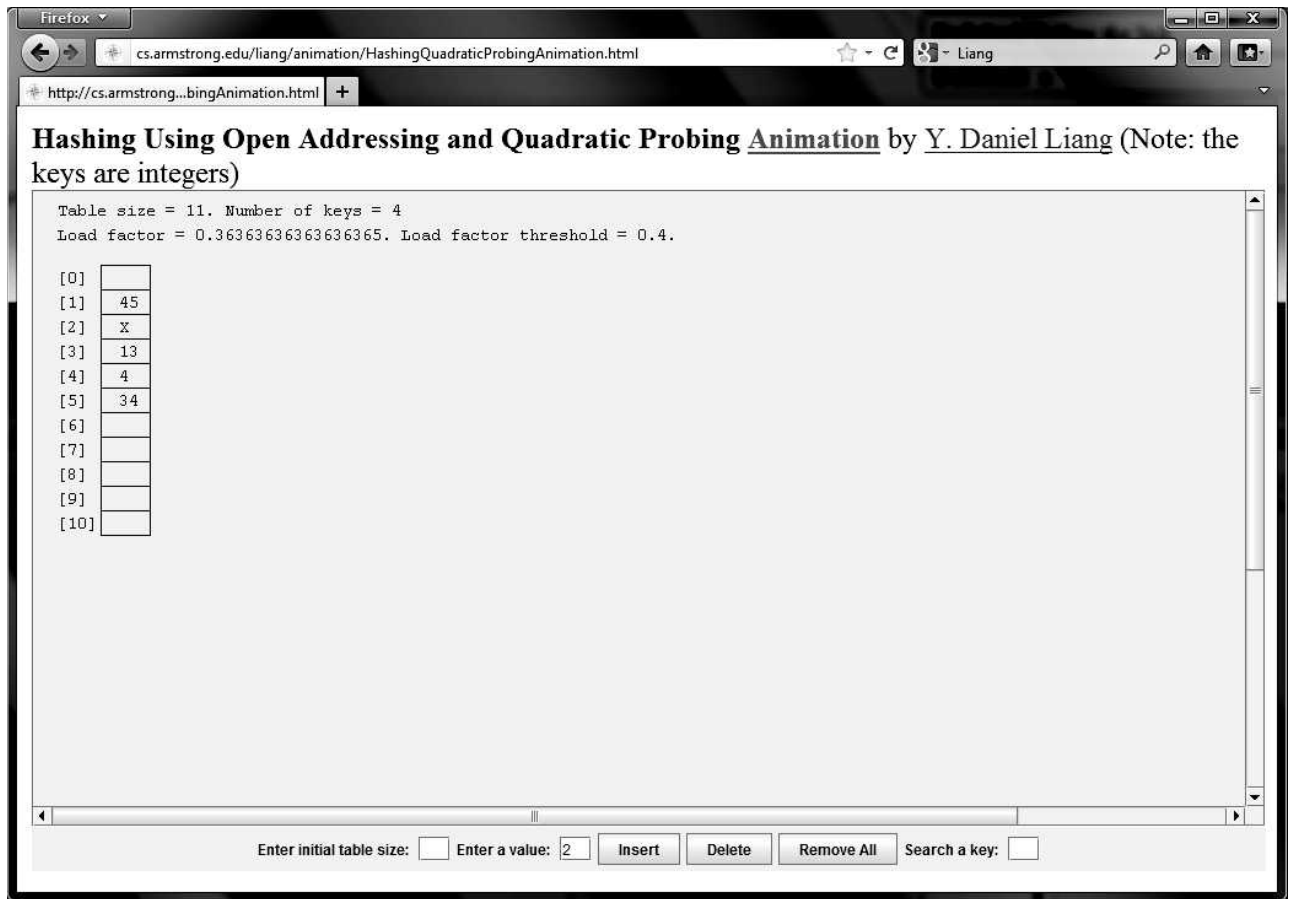 Firefox
cs.armstrong.edu/liang/animation/HashingQuadraticProbingAnimation.html
Liang
http://cs.armstrong...bingAnimation.html +
Hashing Using Open Addressing and Quadratic Probing Animation by Y. Daniel Liang (Note: the
keys are integers)
Table size = 11. Number of keys = 4
Load factor = 0.36363636363636365. Load factor threshold = 0.4.
[0]
[1] 45
[2] X
[3] 13
[4] 4
[5] 34
[6]
[7]
[8]
[9]
[10]
Enter initial table size: Enter a value: 2 Insert Delete Remove All Search a key: